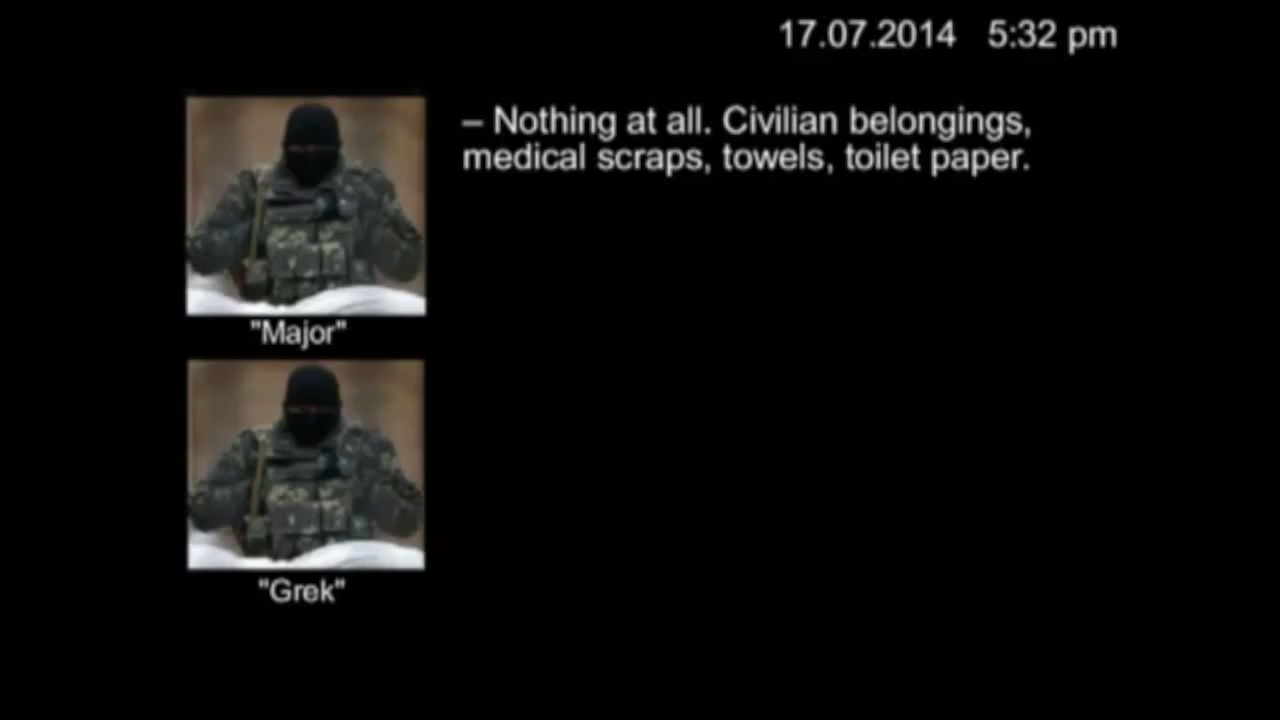 17.07.2014 5:32 pm
– Nothing at all. Civilian belongings,
medical scraps, towels, toilet paper.
"Major"
"Grek"